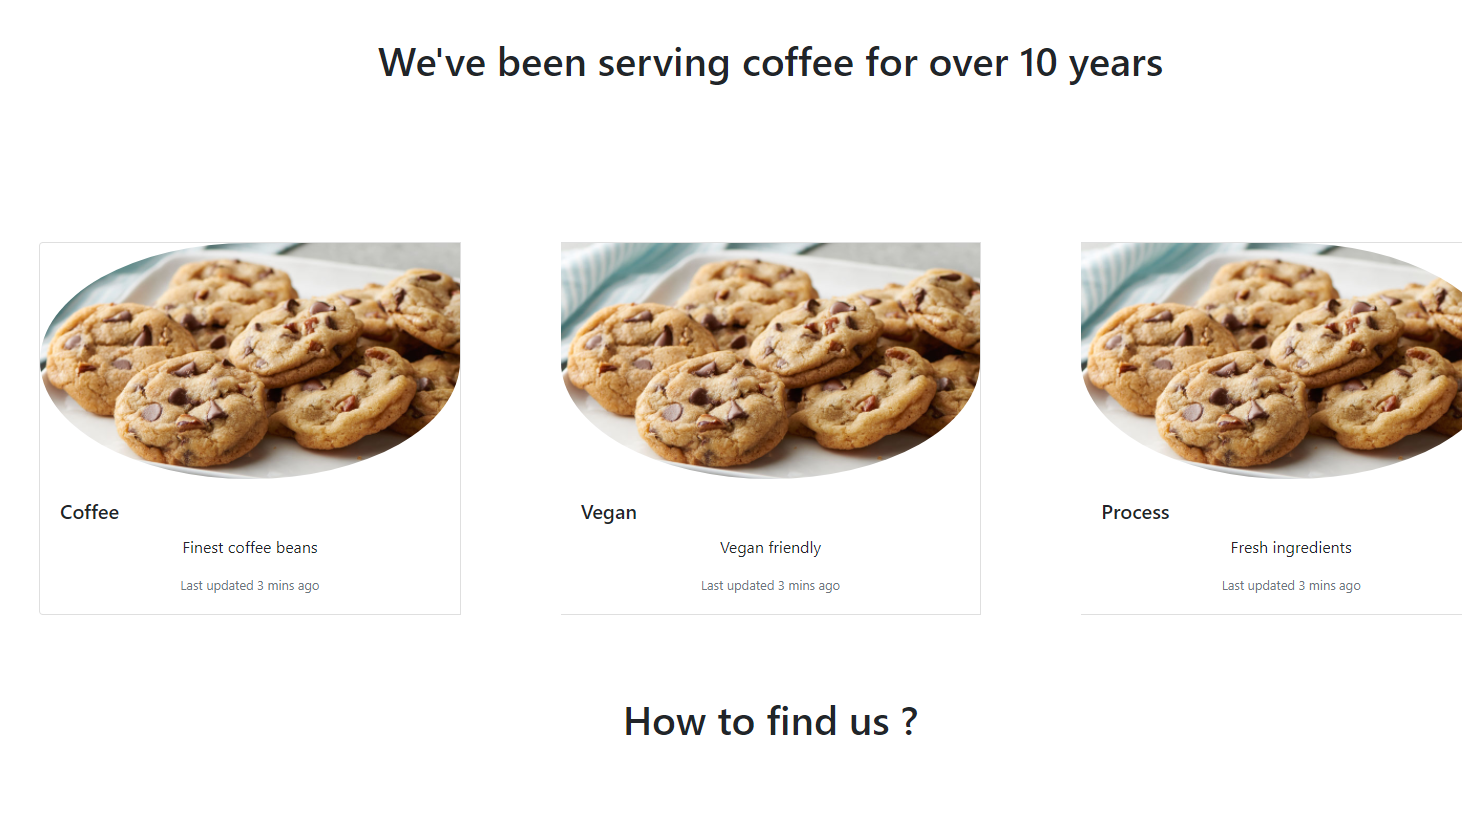 We've been serving coffee for over 10 years
Coffee
Finest coffee beans
Last updated 3 mins ago
Vegan
Vegan friendly
Last updated 3 mins ago
Process
Fresh ingredients
Last updated 3 mins ago
How to find us ?